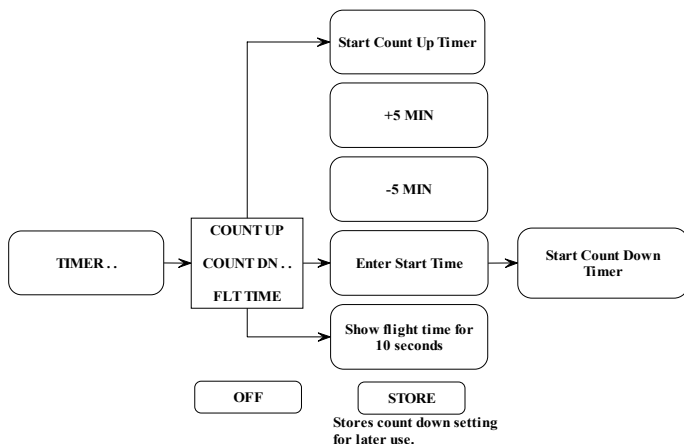 Start Count Up Timer
+5 MIN
-5 MIN
TIMER . .
COUNT UP
COUNT DN . .
FLT TIME
Enter Start Time
Start Count Down
Timer
Show flight time for
10 seconds
OFF
STORE
Stores count down setting
for later use.